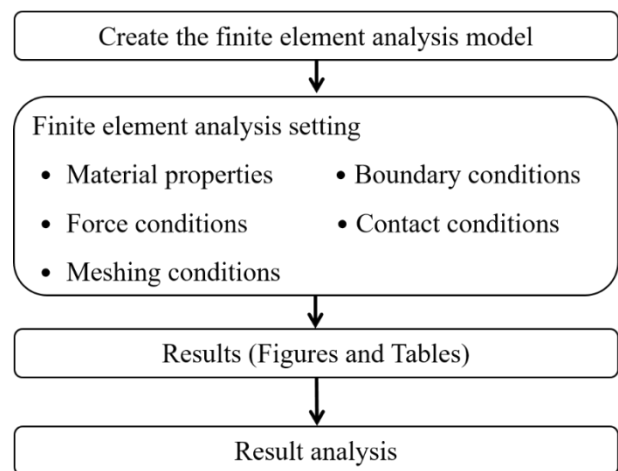 Create the finite element analysis model
Finite element analysis setting
• Material properties
• Boundary conditions
• Force conditions
• Contact conditions
• Meshing conditions
Results (Figures and Tables)
Result analysis